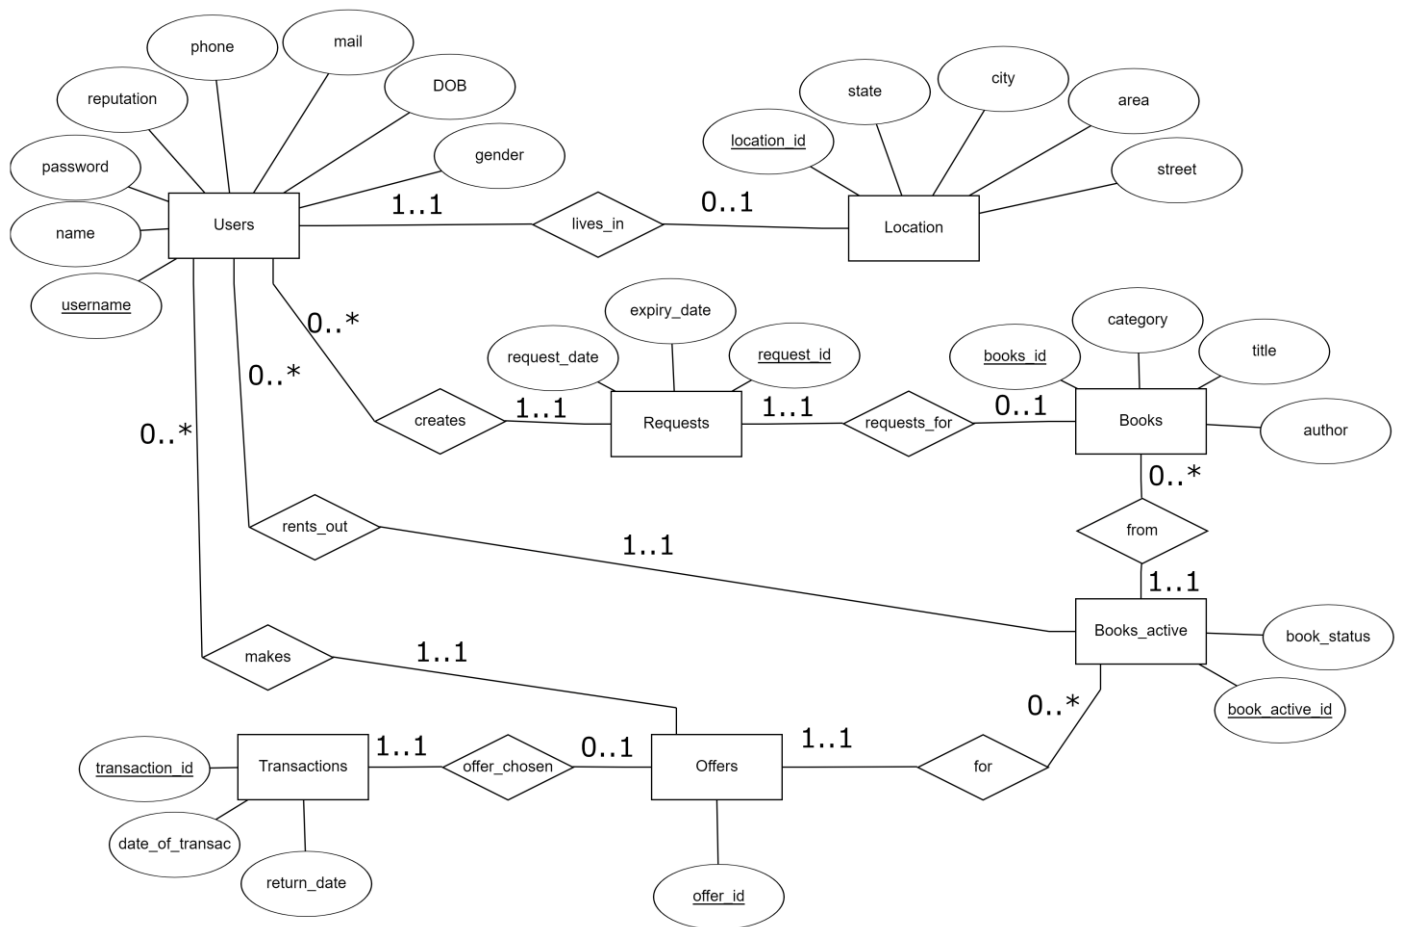 phone
mail
DOB
reputation
gender
password
name
username
Users
1..1
lives_in
0..1
location_id
state
city
area
street
Location
0..*
0..*
0..*
creates
1..1
request_date
expiry_date
request_id
Requests
1..1
requests_for
0..1
books_id
category
title
author
Books
0..*
from
1..1
rents_out
1..1
Books_active
book_status
book_active_id
makes
1..1
0..*
transaction_id
Transactions
1..1
offer_chosen
0..1
Offers
1..1
for
date_of_transac
return_date
offer_id